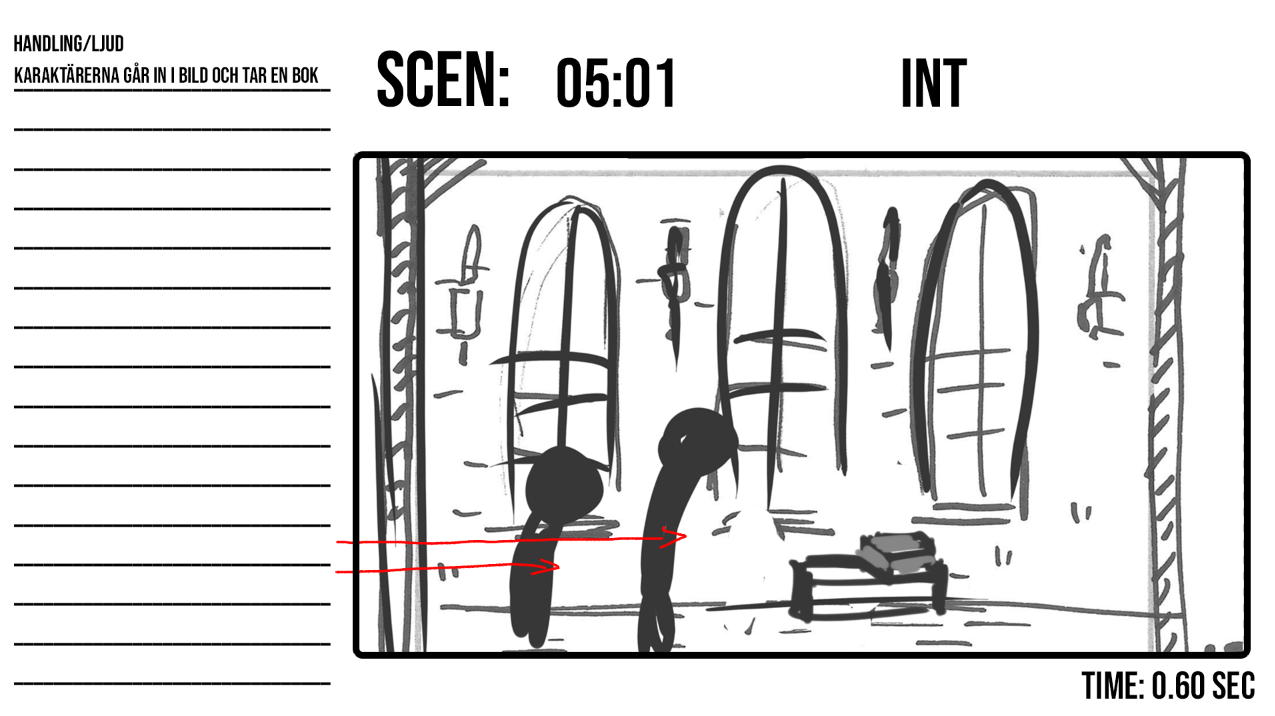 HANDLING/LJUD
KARAKTÄRERNA GÅR IN I BILD OCH TAR EN BOK
SCEN: 05:01 INT
TIME: 0.60 SEC